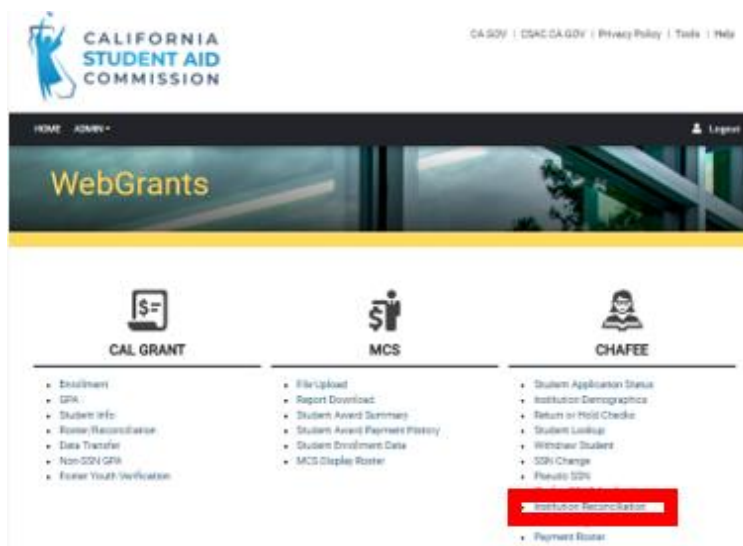 CALIFORNIA
STUDENT AID
COMMISSION
CA.GOV | CSAC.CA.GOV | Privacy Policy | Tools | Help
HOME ADMIN
Logout
WebGrants
CAL GRANT
Enrollment
GPA
Student Info
Roster/Reconciliation
Data Transfer
Non-SSN GPA
Foster Youth Verification
MCS
File Upload
Report Download
Student Award Summary
Student Award Payment History
Student Enrollment Data
MCS Display Roster
CHAFEE
Student Application Status
Institution Demographics
Return or Hold Checks
Student Lookup
Withdraw Student
SSN Change
Pseudo SSN
Institution Reconciliation
Payment Roster